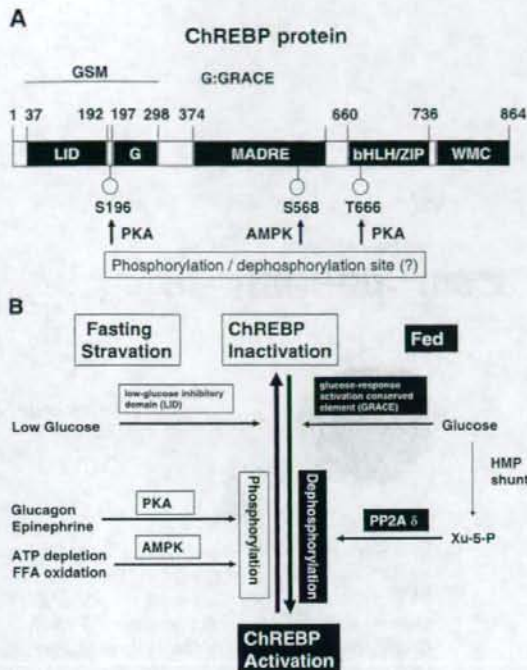 A
ChREBP protein
GSM
G:GRACE
1 37 192 197 298 374 660 736 864
LID G MADRE bHLH/ZIP WMC
S196 S568 T666
PKA AMPK PKA
Phosphorylation / dephosphorylation site (?)
B
Fasting
Stravation
ChREBP
Inactivation
Fed
low-glucose inhibitory
domain (LID)
glucose-response
activation conserved
element (GRACE)
Low Glucose
Glucose
HMP
shunt
Phosphorylation
Dephosphorylation
Glucagon
Epinephrine
PKA
PP2A δ
Xu-5-P
ATP depletion
FFA oxidation
AMPK
ChREBP
Activation